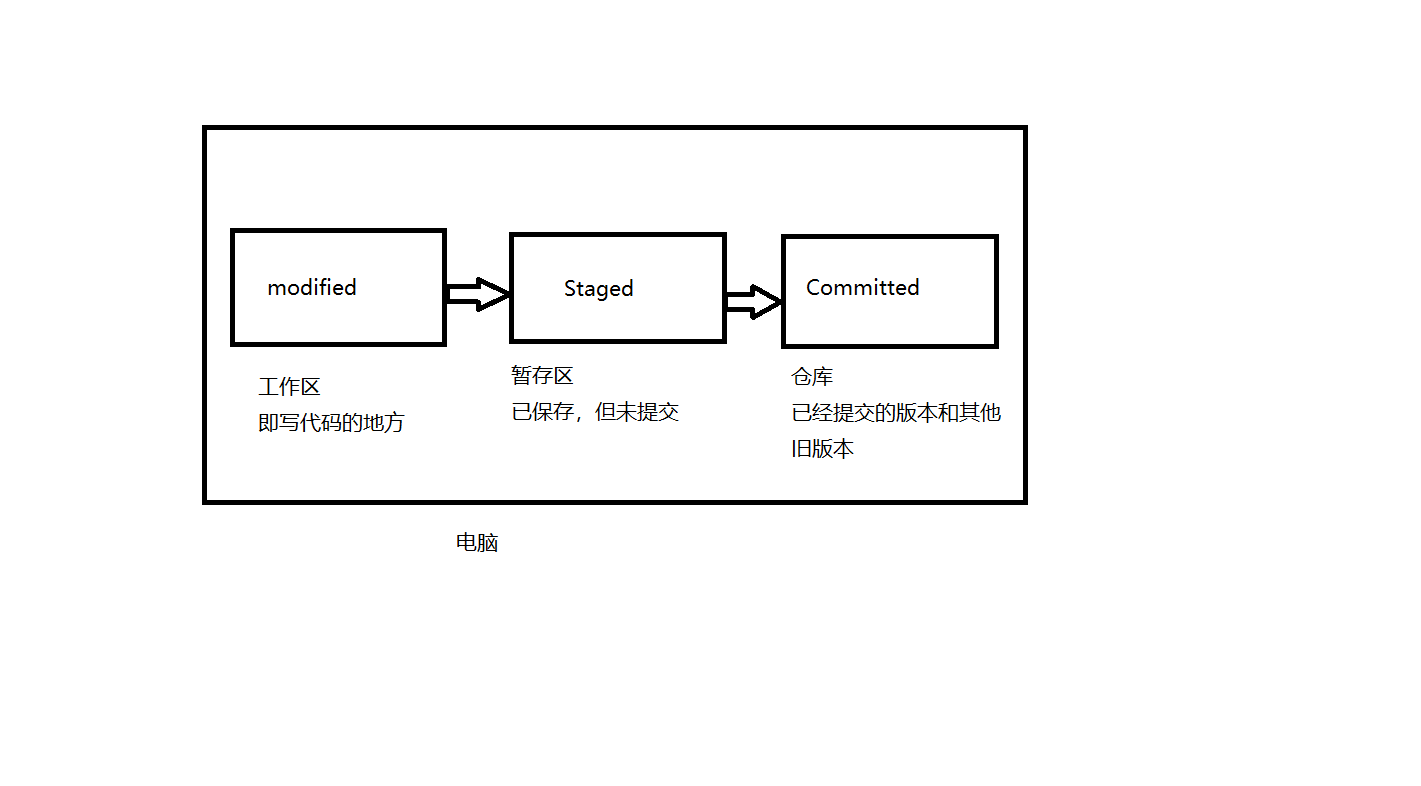 modified
Staged
Committed
工作区
即写代码的地方
暂存区
已保存，但未提交
仓库
已经提交的版本和其他
旧版本
电脑